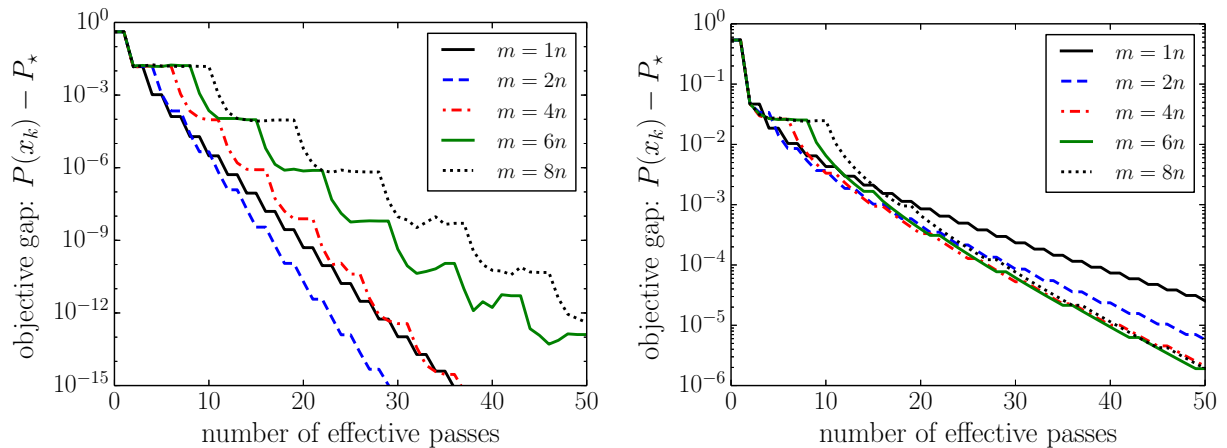 10^0
10^{-3}
10^{-6}
10^{-9}
10^{-12}
10^{-15}
objective gap: P(x_k) − P_⋆
0 10 20 30 40 50
number of effective passes
m = 1n
m = 2n
m = 4n
m = 6n
m = 8n
10^0
10^{-1}
10^{-2}
10^{-3}
10^{-4}
10^{-5}
10^{-6}
objective gap: P(x_k) − P_⋆
0 10 20 30 40 50
number of effective passes
m = 1n
m = 2n
m = 4n
m = 6n
m = 8n